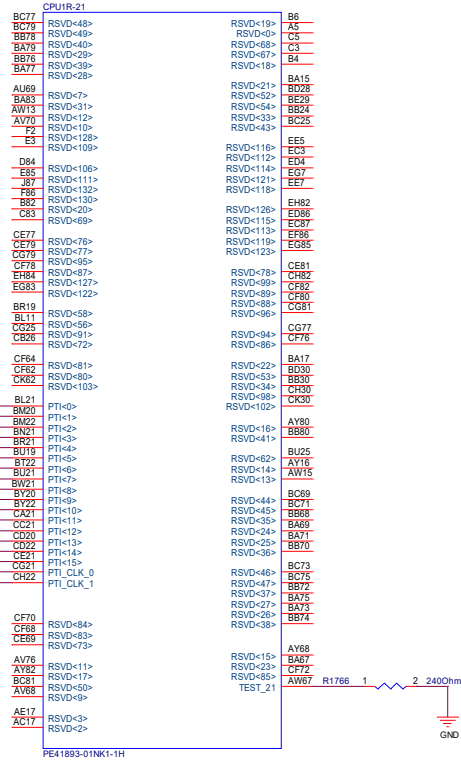 CPU1R-21
BC77 RSVD<48> RSVD<19> B6
BC79 RSVD<49> RSVD<0> A5
BB78 RSVD<40> RSVD<68> C5
BA79 RSVD<29> RSVD<67> C3
BB76 RSVD<39> RSVD<18> B4
BA77 RSVD<28>
RSVD<21> BA15
AU69 RSVD<7> RSVD<52> BD28
BA83 RSVD<31> RSVD<54> BE29
AW13 RSVD<12> RSVD<33> BB24
AV70 RSVD<10> RSVD<43> BC25
F2 RSVD<128>
E3 RSVD<109> RSVD<116> EE5
RSVD<112> EC3
D84 RSVD<106> RSVD<114> ED4
E85 RSVD<111> RSVD<121> EG7
J87 RSVD<132> RSVD<118> EE7
F86 RSVD<130>
B82 RSVD<20> RSVD<126> EH82
C83 RSVD<69> RSVD<115> ED86
RSVD<113> EC87
CE77 RSVD<76> RSVD<119> EF86
CE79 RSVD<77> RSVD<123> EG85
CG79 RSVD<95>
CF78 RSVD<87> RSVD<78> CE81
EH84 RSVD<127> RSVD<99> CH82
EG83 RSVD<122> RSVD<89> CF82
RSVD<88> CF80
BR19 RSVD<58> RSVD<96> CG81
BL11 RSVD<56>
CG25 RSVD<91> RSVD<94> CG77
CB26 RSVD<72> RSVD<86> CF76
CF64 RSVD<81> RSVD<22> BA17
CF62 RSVD<80> RSVD<53> BD30
CK62 RSVD<103> RSVD<34> BB30
RSVD<98> CH30
BL21 PTI<0> RSVD<102> CK30
BM20 PTI<1>
BM22 PTI<2> RSVD<16> AY80
BN21 PTI<3> RSVD<41> BB80
BR21 PTI<4>
BU19 PTI<5> RSVD<62> BU25
BT22 PTI<6> RSVD<14> AY16
BU21 PTI<7> RSVD<13> AW15
BW21 PTI<8>
BY20 PTI<9> RSVD<44> BC69
BY22 PTI<10> RSVD<45> BC71
CA21 PTI<11> RSVD<35> BB68
CC21 PTI<12> RSVD<24> BA69
CD20 PTI<13> RSVD<25> BA71
CD22 PTI<14> RSVD<36> BB70
CE21 PTI<15>
CG21 PTI_CLK_0 RSVD<46> BC73
CH22 PTI_CLK_1 RSVD<47> BC75
RSVD<37> BB72
RSVD<27> BA75
RSVD<26> BA73
CF70 RSVD<84> RSVD<38> BB74
CF68 RSVD<83>
CE69 RSVD<73>
RSVD<15> AY68
AV76 RSVD<11> RSVD<23> BA67
AY82 RSVD<17> RSVD<85> CF72
BC81 RSVD<50> TEST_21 AW67 R1766 1 2 240Ohm
AV68 RSVD<9>
AE17 RSVD<3>
AC17 RSVD<2>
GND
PE41893-01NK1-1H